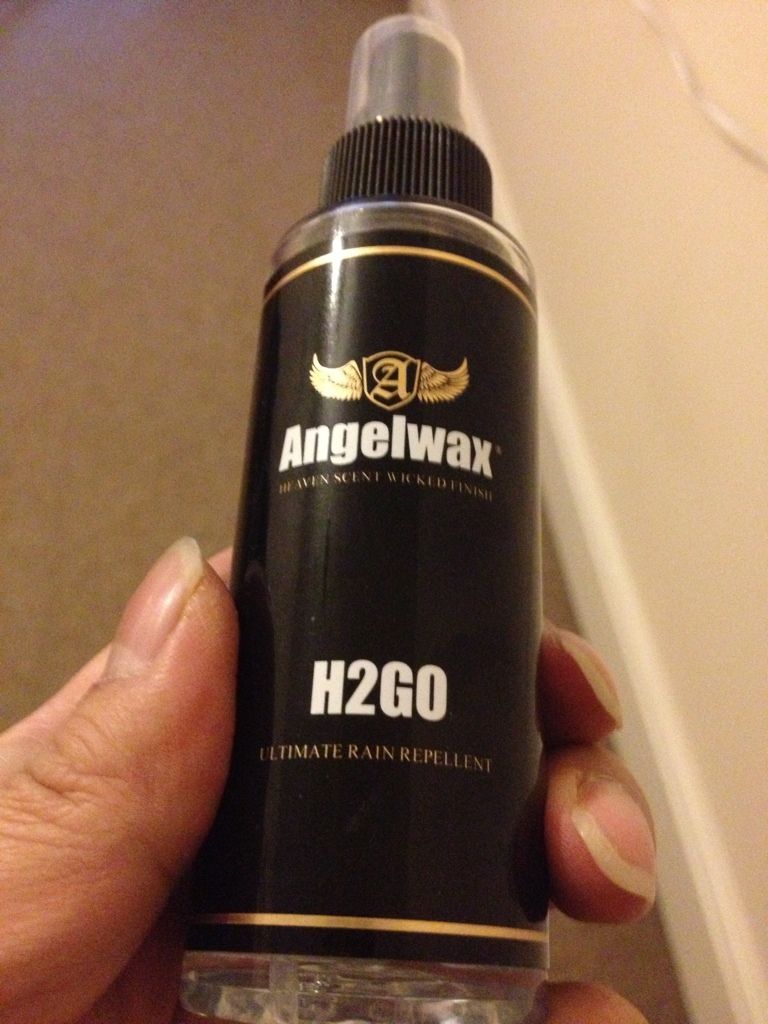 A
Angelwax®
HEAVEN SCENT WICKED FINISH
H2GO
ULTIMATE RAIN REPELLENT